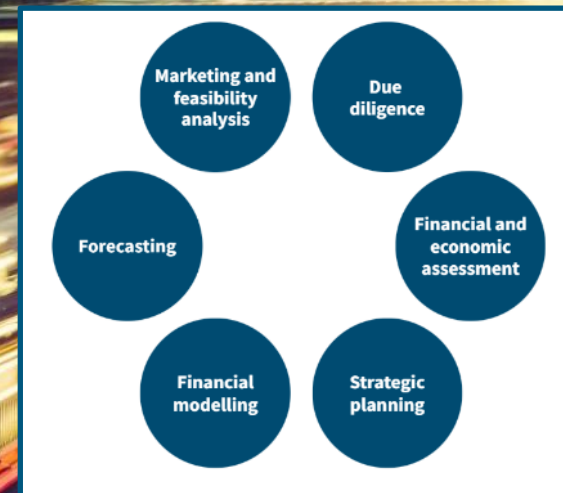 Marketing and
feasibility
analysis
Due
diligence
Forecasting
Financial and
economic
assessment
Financial
modelling
Strategic
planning